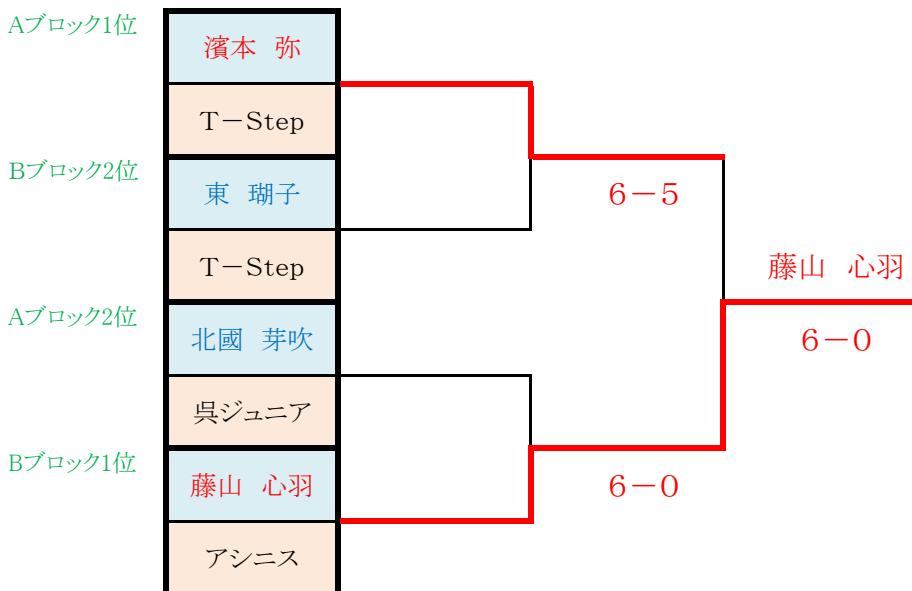 Aブロック1位
濱本　弥
T－Step
Bブロック2位
東　瑚子
T－Step
Aブロック2位
北國　芽吹
呉ジュニア
Bブロック1位
藤山　心羽
アシニス
6－5
6－0
藤山　心羽
6－0